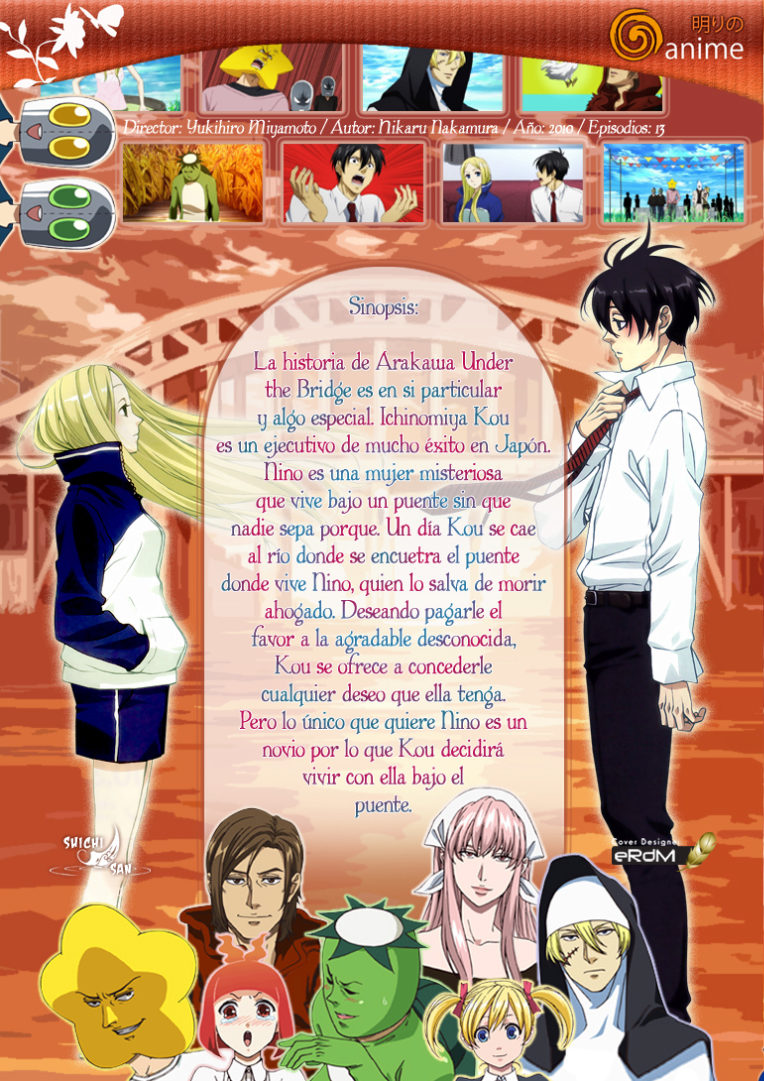 明りの
anime
Director: Yukihiro Miyamoto / Autor: Nikaru Nakamura / Año: 2010 / Episodios: 13
Sinopsis:
La historia de Arakawa Under
the Bridge es en si particular
y algo especial. Ichinomiya Kou
es un ejecutivo de mucho éxito en Japón.
Nino es una mujer misteriosa
que vive bajo un puente sin que
nadie sepa porque. Un día Kou se cae
al río donde se encuetra el puente
donde vive Nino, quien lo salva de morir
ahogado. Deseando pagarle el
favor a la agradable desconocida,
Kou se ofrece a concederle
cualquier deseo que ella tenga.
Pero lo único que quiere Nino es un
novio por lo que Kou decidirá
vivir con ella bajo el
puente.
SHICHI
SAN
Cover Designer
eRdM